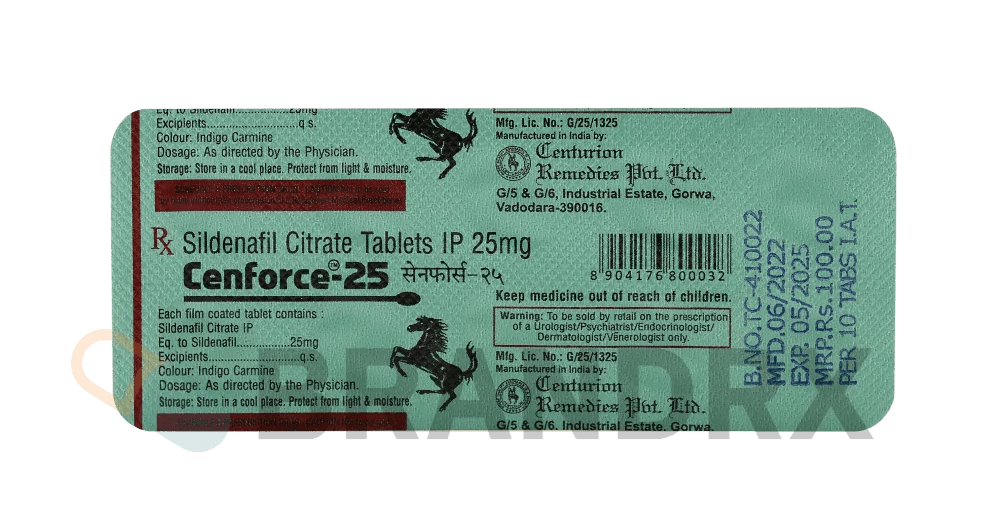 Eq. to Sildenafil................25mg
Excipients.......................q.s.
Colour: Indigo Carmine
Dosage: As directed by the Physician.
Storage: Store in a cool place. Protect from light & moisture.
Mfg. Lic. No.: G/25/1325
Manufactured in India by:
Centurion
Remedies Pvt. Ltd.
G/5 & G/6, Industrial Estate, Gorwa,
Vadodara-390016.
Rx Sildenafil Citrate Tablets IP 25mg
Cenforce™-25 सेनफोर्स-२५
8 904176 800032
Keep medicine out of reach of children.
Each film coated tablet contains :
Sildenafil Citrate IP
Eq. to Sildenafil................25mg
Excipients.......................q.s.
Colour: Indigo Carmine
Dosage: As directed by the Physician.
Storage: Store in a cool place. Protect from light & moisture.
Warning: To be sold by retail on the prescription
of a Urologist/Psychiatrist/Endocrinologist/
Dermatologist/Venerologist only.
Mfg. Lic. No.: G/25/1325
Manufactured in India by:
Centurion
Remedies Pvt. Ltd.
G/5 & G/6, Industrial Estate, Gorwa,
B.NO.TC-410022
MFD.06/2022
EXP. 05/2025
MRP.Rs.100.00
PER 10 TABS I.A.T.
BRANDRX